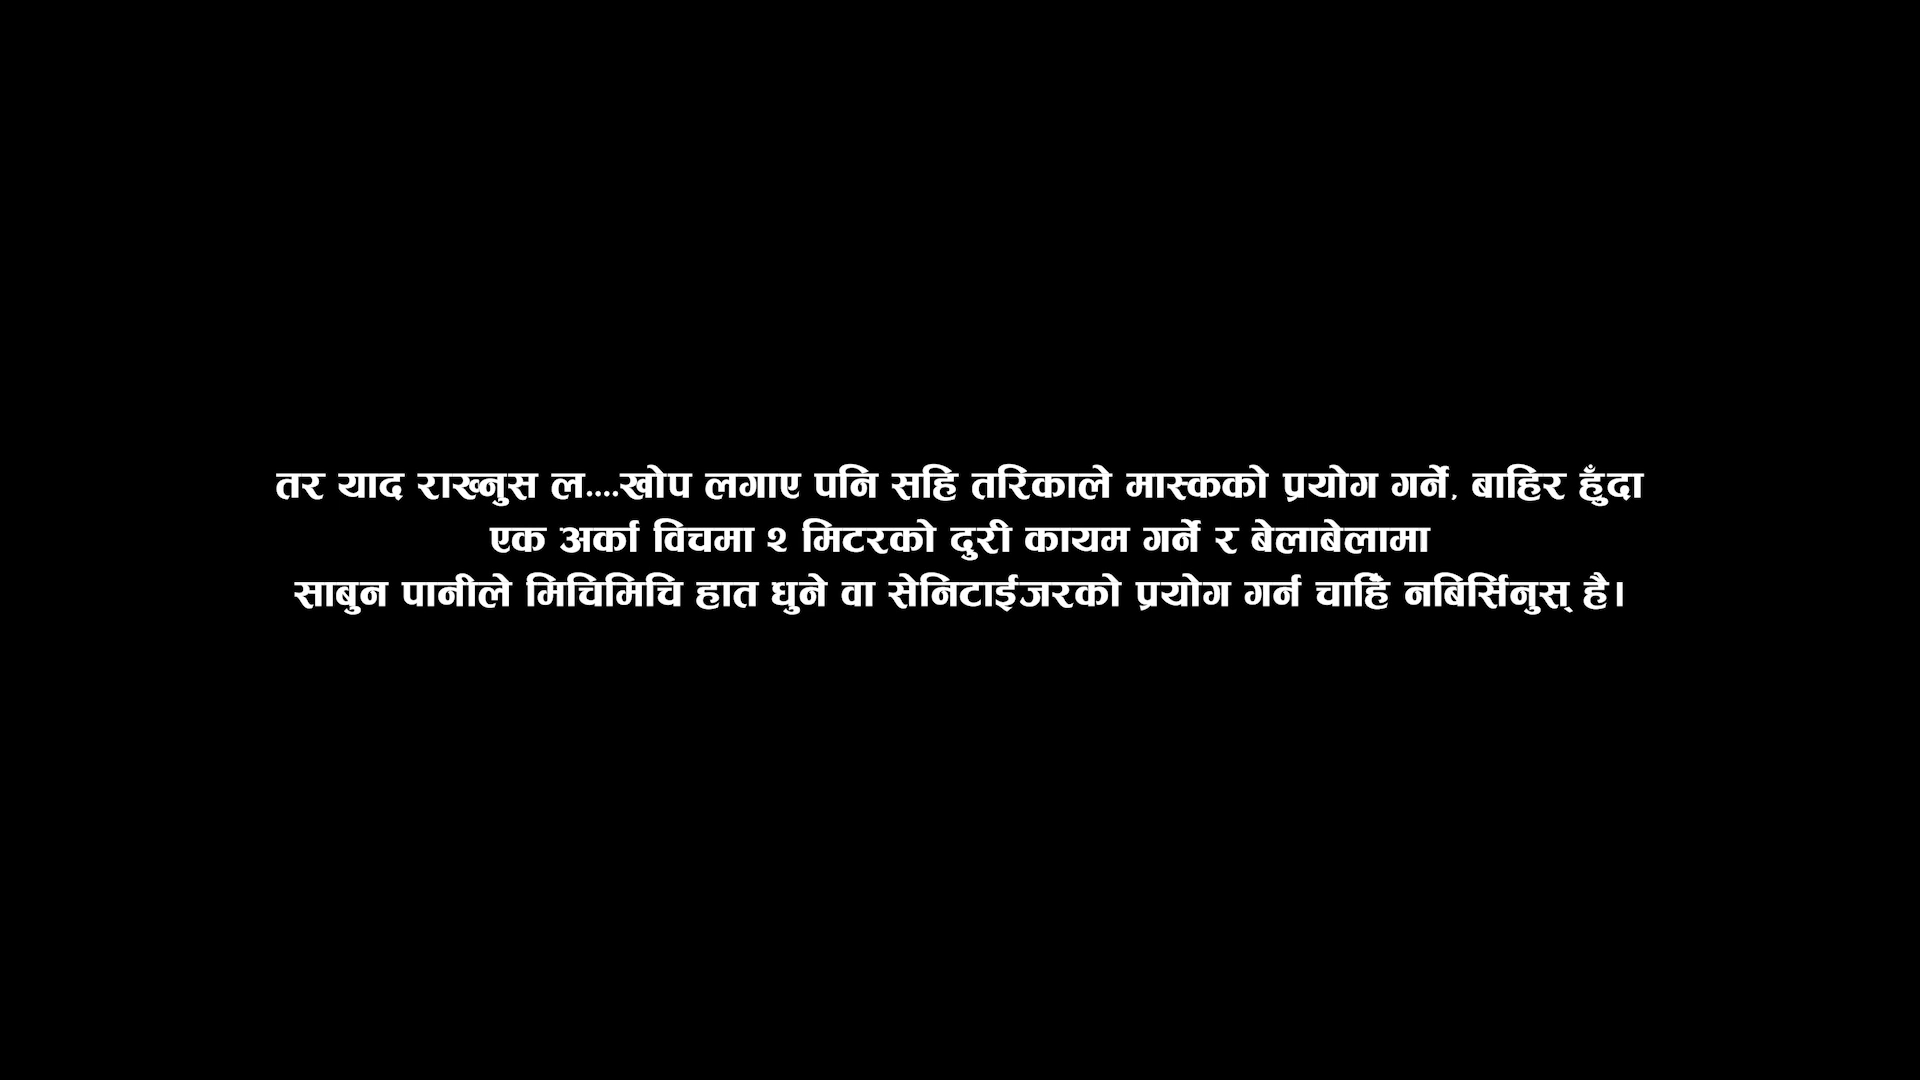 तर याद राख्नुस ल....खोप लगाए पनि सहि तरिकाले मास्कको प्रयोग गर्ने, बाहिर हुँदा
एक अर्का विचमा २ मिटरको दुरी कायम गर्ने र बेलाबेलामा
साबुन पानीले मिचिमिचि हात धुने वा सेनिटाईजरको प्रयोग गर्न चाहिँ नबिर्सिनुस् है।